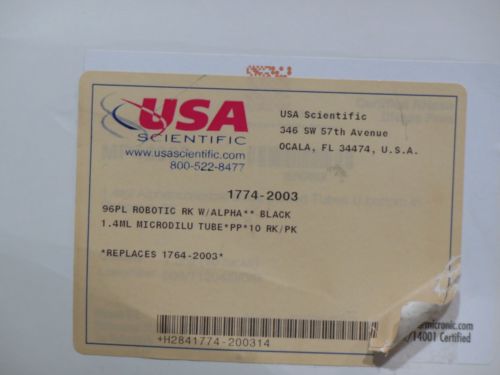 USA
SCIENTIFIC
www.usascientific.com
800-522-8477
USA Scientific
346 SW 57th Avenue
OCALA, FL 34474, U.S.A.
1774-2003
96PL ROBOTIC RK W/ALPHA** BLACK
1.4ML MICRODILU TUBE*PP*10 RK/PK
*REPLACES 1764-2003*
+H2841774-200314
micronic.com
/14001 Certified